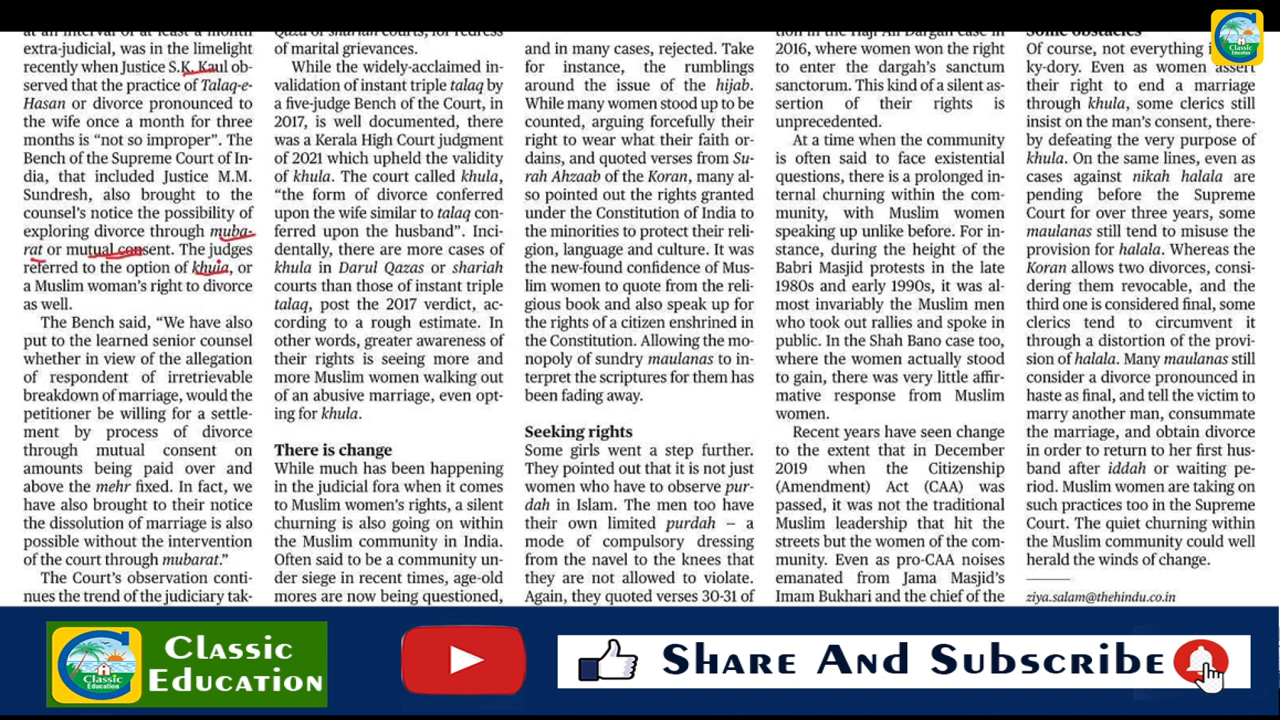 at an interval of at least a month
extra-judicial, was in the limelight
recently when Justice S.K. Kaul ob-
served that the practice of Talaq-e-
Hasan or divorce pronounced to
the wife once a month for three
months is “not so improper”. The
Bench of the Supreme Court of In-
dia, that included Justice M.M.
Sundresh, also brought to the
counsel’s notice the possibility of
exploring divorce through muba-
rat or mutual consent. The judges
referred to the option of khula, or
a Muslim woman’s right to divorce
as well.
The Bench said, “We have also
put to the learned senior counsel
whether in view of the allegation
of respondent of irretrievable
breakdown of marriage, would the
petitioner be willing for a settle-
ment by process of divorce
through mutual consent on
amounts being paid over and
above the mehr fixed. In fact, we
have also brought to their notice
the dissolution of marriage is also
possible without the intervention
of the court through mubarat.”
The Court’s observation conti-
nues the trend of the judiciary tak-
Qaza or shariah courts, for redress
of marital grievances.
While the widely-acclaimed in-
validation of instant triple talaq by
a five-judge Bench of the Court, in
2017, is well documented, there
was a Kerala High Court judgment
of 2021 which upheld the validity
of khula. The court called khula,
“the form of divorce conferred
upon the wife similar to talaq con-
ferred upon the husband”. Inci-
dentally, there are more cases of
khula in Darul Qazas or shariah
courts than those of instant triple
talaq, post the 2017 verdict, ac-
cording to a rough estimate. In
other words, greater awareness of
their rights is seeing more and
more Muslim women walking out
of an abusive marriage, even opt-
ing for khula.
There is change
While much has been happening
in the judicial fora when it comes
to Muslim women’s rights, a silent
churning is also going on within
the Muslim community in India.
Often said to be a community un-
der siege in recent times, age-old
mores are now being questioned,
and in many cases, rejected. Take
for instance, the rumblings
around the issue of the hijab.
While many women stood up to be
counted, arguing forcefully their
right to wear what their faith or-
dains, and quoted verses from Su-
rah Ahzaab of the Koran, many al-
so pointed out the rights granted
under the Constitution of India to
the minorities to protect their reli-
gion, language and culture. It was
the new-found confidence of Mus-
lim women to quote from the reli-
gious book and also speak up for
the rights of a citizen enshrined in
the Constitution. Allowing the mo-
nopoly of sundry maulanas to in-
terpret the scriptures for them has
been fading away.
Seeking rights
Some girls went a step further.
They pointed out that it is not just
women who have to observe pur-
dah in Islam. The men too have
their own limited purdah – a
mode of compulsory dressing
from the navel to the knees that
they are not allowed to violate.
Again, they quoted verses 30-31 of
tion in the Haji Ali Dargah case in
2016, where women won the right
to enter the dargah’s sanctum
sanctorum. This kind of a silent as-
sertion of their rights is
unprecedented.
At a time when the community
is often said to face existential
questions, there is a prolonged in-
ternal churning within the com-
munity, with Muslim women
speaking up unlike before. For in-
stance, during the height of the
Babri Masjid protests in the late
1980s and early 1990s, it was al-
most invariably the Muslim men
who took out rallies and spoke in
public. In the Shah Bano case too,
where the women actually stood
to gain, there was very little affir-
mative response from Muslim
women.
Recent years have seen change
to the extent that in December
2019 when the Citizenship
(Amendment) Act (CAA) was
passed, it was not the traditional
Muslim leadership that hit the
streets but the women of the com-
munity. Even as pro-CAA noises
emanated from Jama Masjid’s
Imam Bukhari and the chief of the
Some obstacles
Of course, not everything
ky-dory. Even as women assert
their right to end a marriage
through khula, some clerics still
insist on the man’s consent, there-
by defeating the very purpose of
khula. On the same lines, even as
cases against nikah halala are
pending before the Supreme
Court for over three years, some
maulanas still tend to misuse the
provision for halala. Whereas the
Koran allows two divorces, consi-
dering them revocable, and the
third one is considered final, some
clerics tend to circumvent it
through a distortion of the provi-
sion of halala. Many maulanas still
consider a divorce pronounced in
haste as final, and tell the victim to
marry another man, consummate
the marriage, and obtain divorce
in order to return to her first hus-
band after iddah or waiting pe-
riod. Muslim women are taking on
such practices too in the Supreme
Court. The quiet churning within
the Muslim community could well
herald the winds of change.
ziya.salam@thehindu.co.in
Classic
Education
Classic
Education
Classic
Education
Share And Subscribe